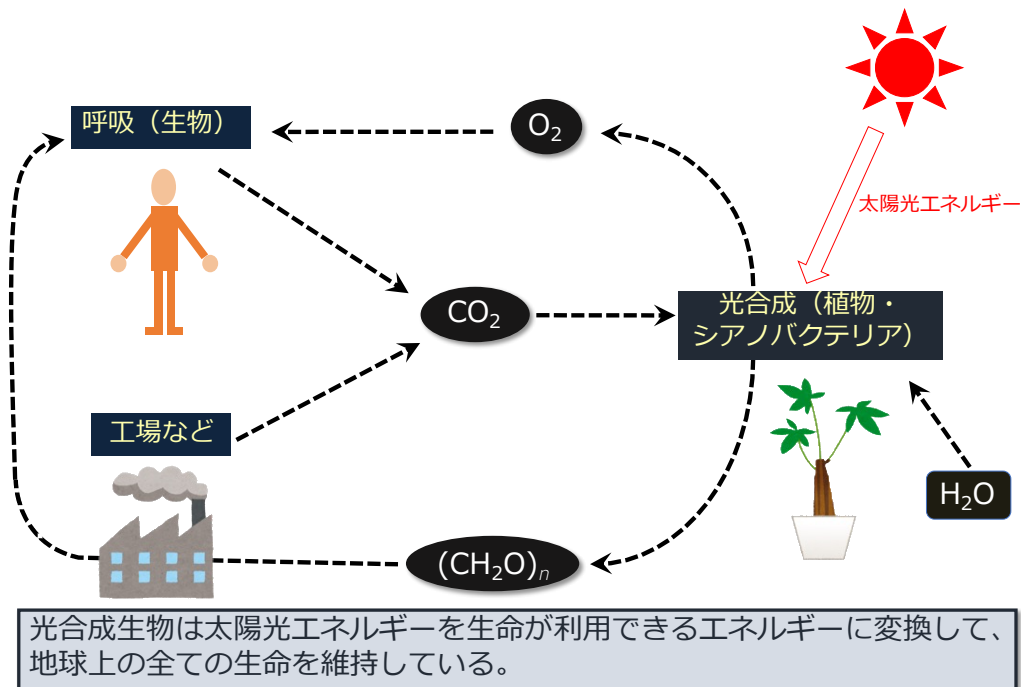 呼吸（生物）
O₂
太陽光エネルギー
CO₂
光合成（植物・
シアノバクテリア）
工場など
H₂O
(CH₂O)ₙ
光合成生物は太陽光エネルギーを生命が利用できるエネルギーに変換して、
地球上の全ての生命を維持している。